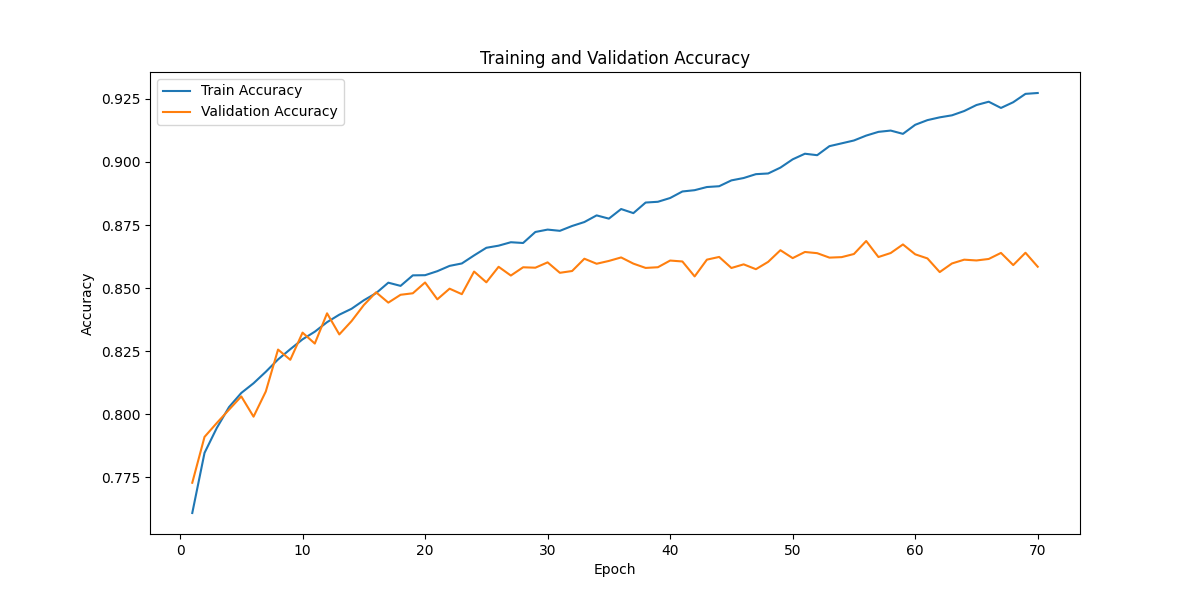 Training and Validation Accuracy
Train Accuracy
Validation Accuracy
Accuracy
0.925
0.900
0.875
0.850
0.825
0.800
0.775
0 10 20 30 40 50 60 70
Epoch